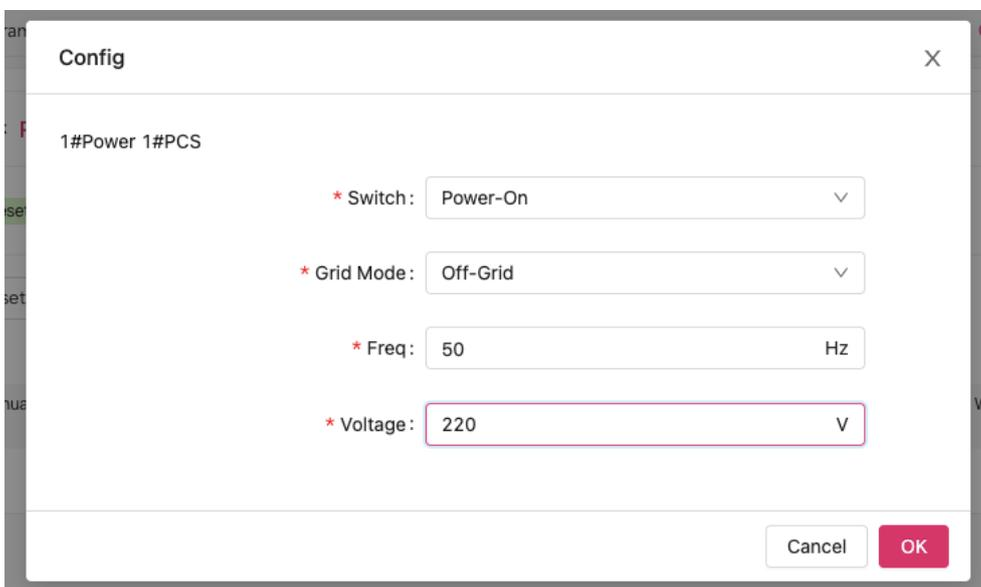 Config
1#Power 1#PCS
* Switch: Power-On
* Grid Mode: Off-Grid
* Freq: 50 Hz
* Voltage: 220 V
Cancel OK